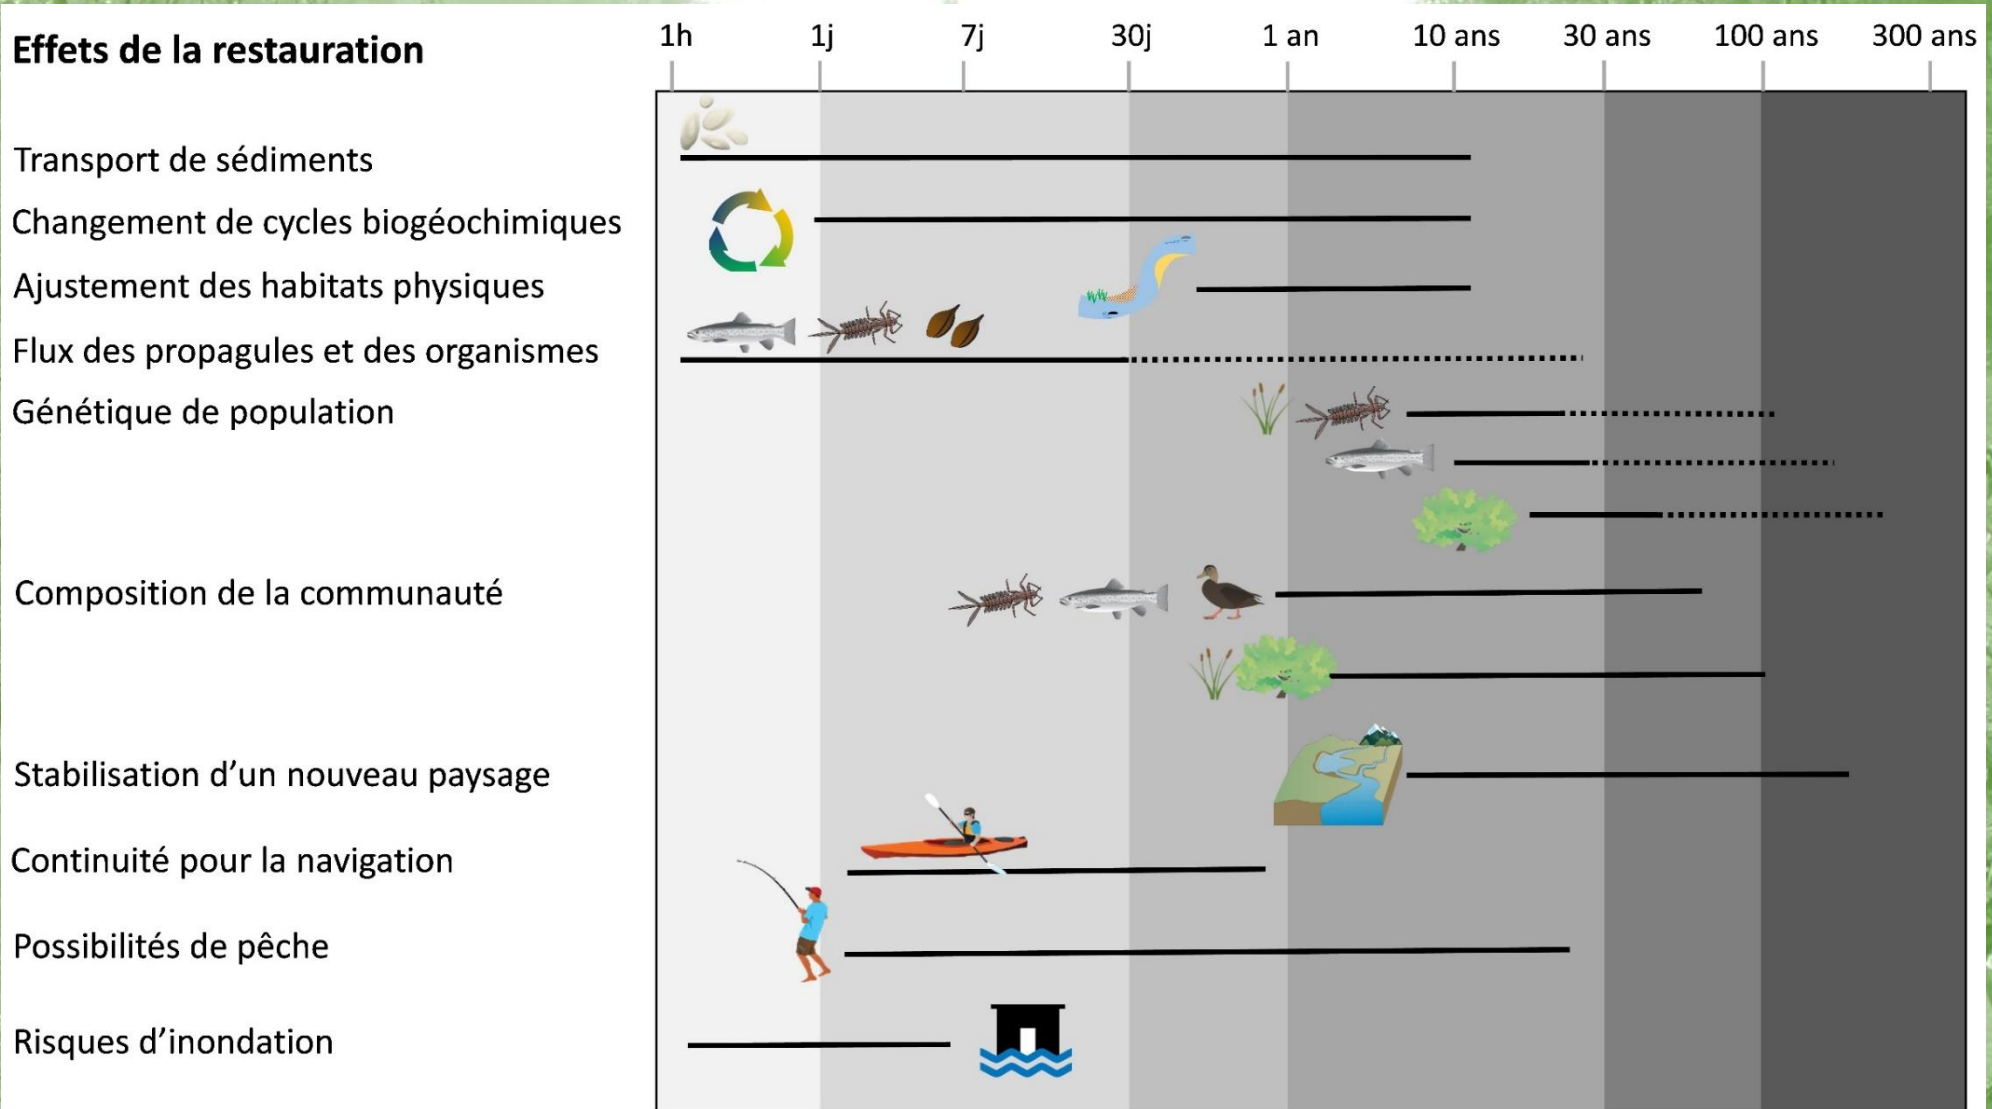 Effets de la restauration
1h 1j 7j 30j 1 an 10 ans 30 ans 100 ans 300 ans
Transport de sédiments
Changement de cycles biogéochimiques
Ajustement des habitats physiques
Flux des propagules et des organismes
Génétique de population
Composition de la communauté
Stabilisation d’un nouveau paysage
Continuité pour la navigation
Possibilités de pêche
Risques d’inondation